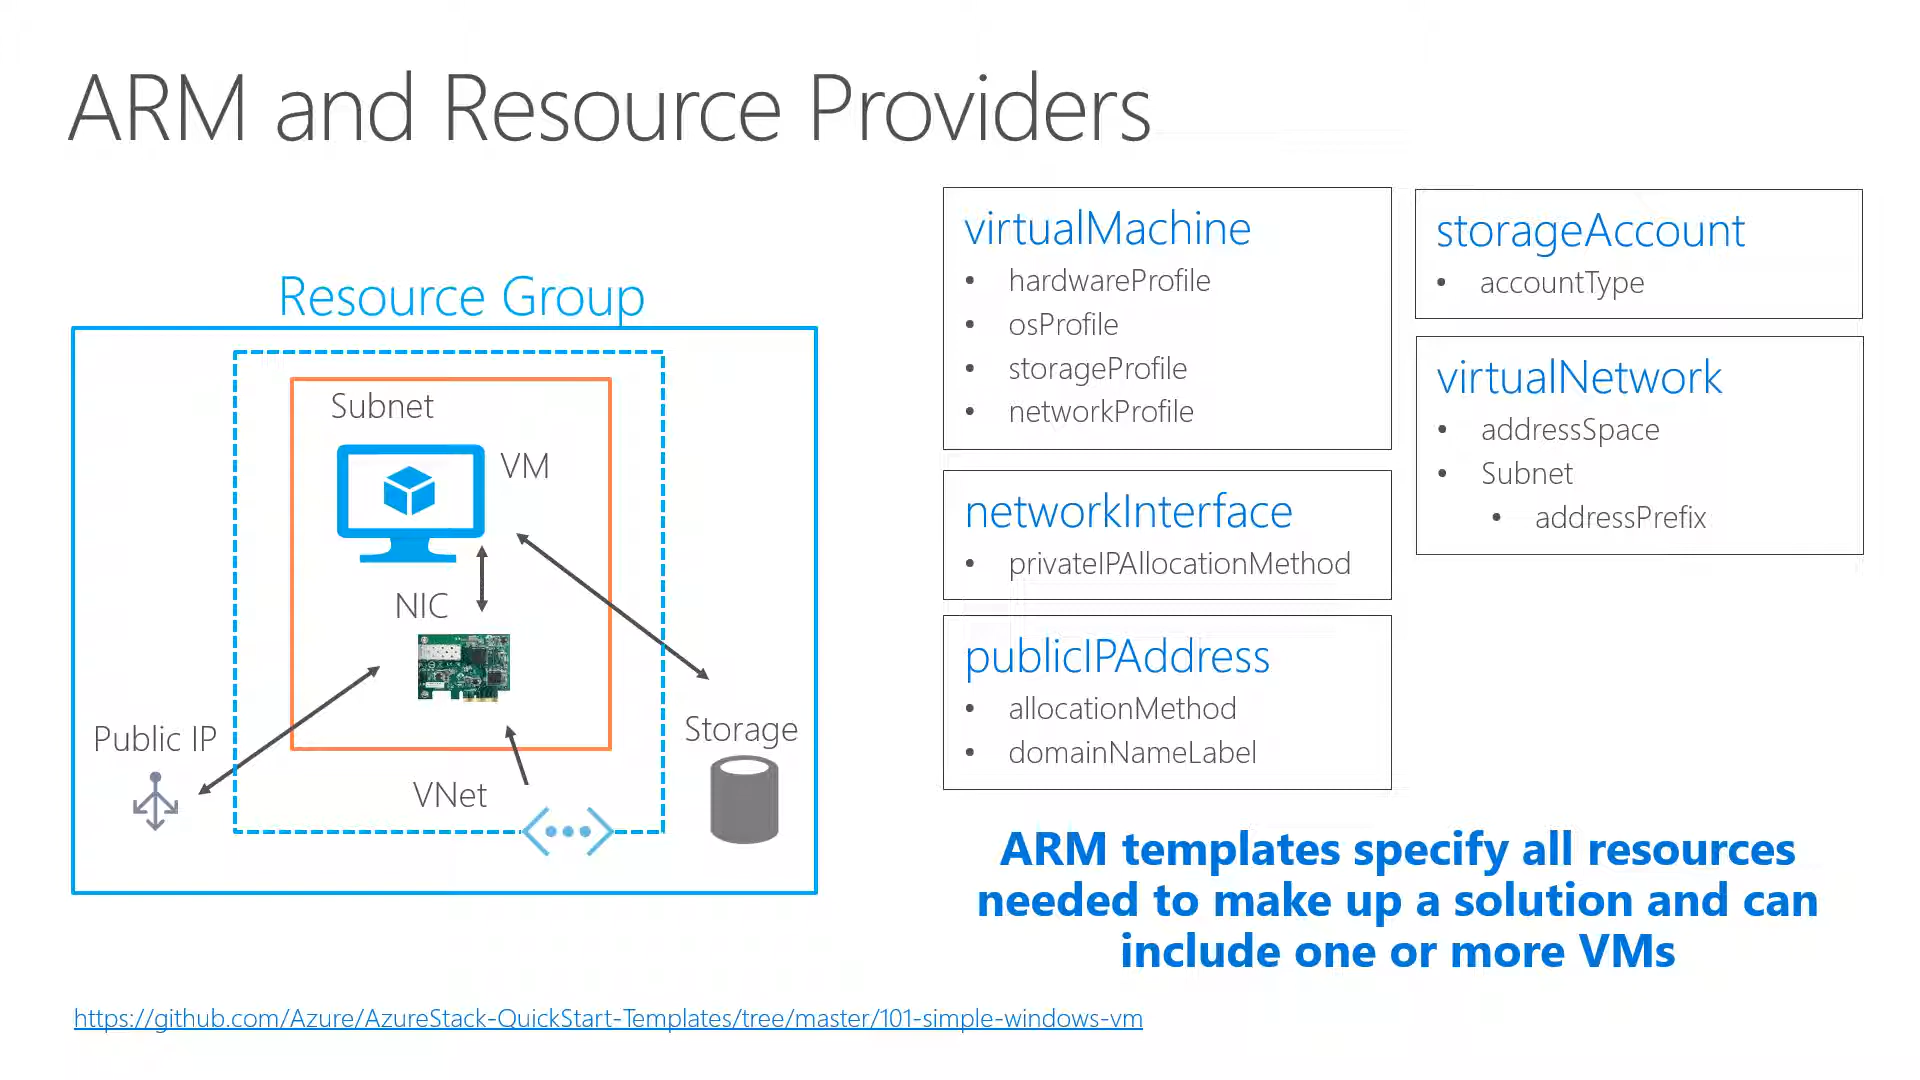 ARM and Resource Providers
Resource Group
Subnet
VM
NIC
Public IP
VNet
Storage
virtualMachine
• hardwareProfile
• osProfile
• storageProfile
• networkProfile
networkInterface
• privateIPAllocationMethod
publicIPAddress
• allocationMethod
• domainNameLabel
storageAccount
• accountType
virtualNetwork
• addressSpace
• Subnet
• addressPrefix
ARM templates specify all resources
needed to make up a solution and can
include one or more VMs
https://github.com/Azure/AzureStack-QuickStart-Templates/tree/master/101-simple-windows-vm